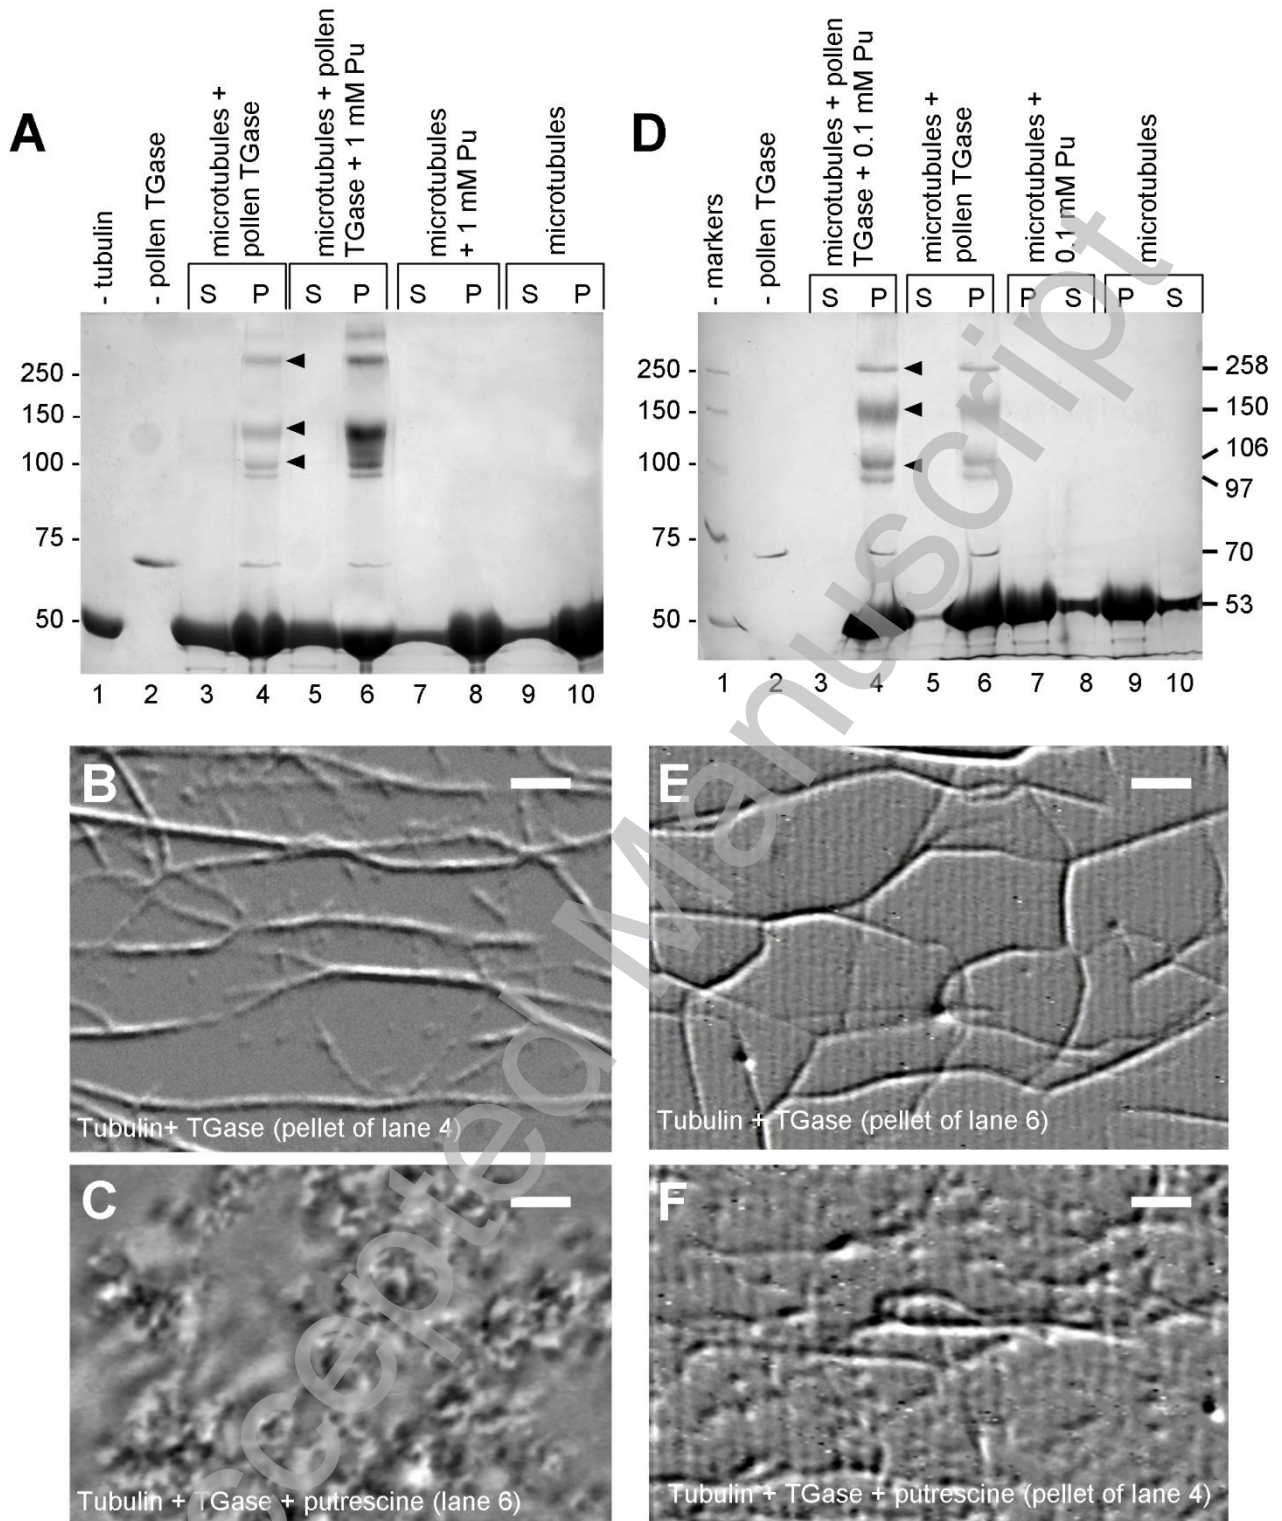 A
- tubulin
- pollen TGase
microtubules +
pollen TGase
microtubules + pollen
TGase + 1 mM Pu
microtubules
+ 1 mM Pu
microtubules
S P S P S P S P
250 -
150 -
100 -
75 -
50 -
1 2 3 4 5 6 7 8 9 10
D
- markers
- pollen TGase
microtubules + pollen
TGase + 0.1 mM Pu
microtubules +
pollen TGase
microtubules +
0.1 mM Pu
microtubules
S P S P P S P S
250 -
150 -
100 -
75 -
50 -
258
150
106
97
70
53
1 2 3 4 5 6 7 8 9 10
B
Tubulin+ TGase (pellet of lane 4)
E
Tubulin + TGase (pellet of lane 6)
C
Tubulin + TGase + putrescine (lane 6)
F
Tubulin + TGase + putrescine (pellet of lane 4)
cepted Manuscript